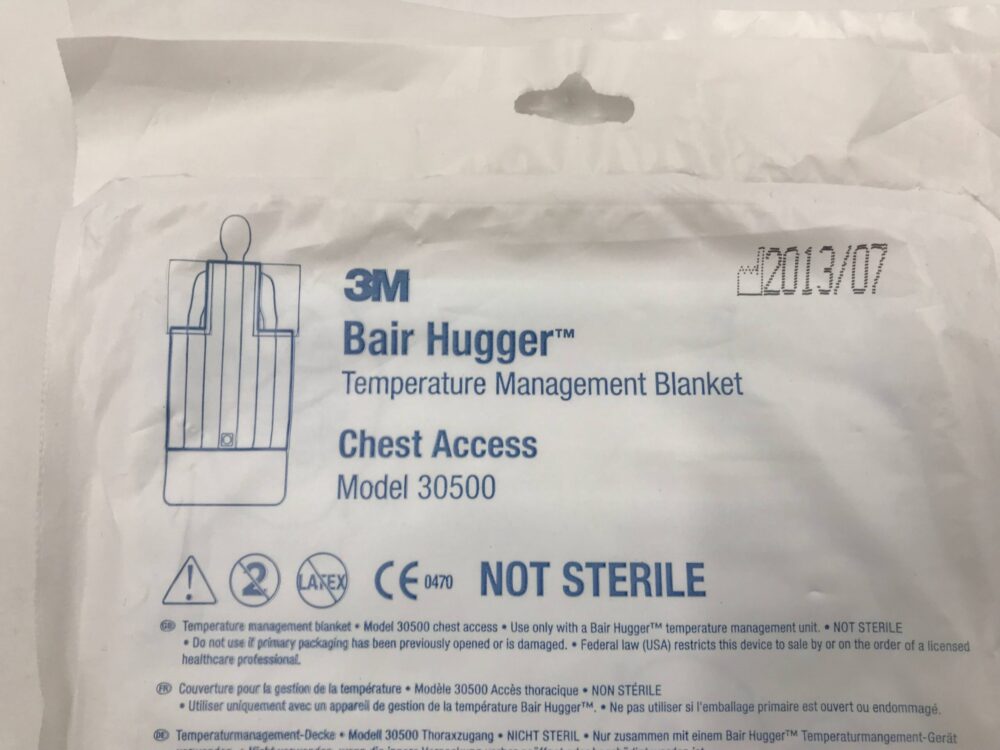 2013/07
3M
Bair Hugger™
Temperature Management Blanket
Chest Access
Model 30500
2 LATEX CE 0470 NOT STERILE
GB Temperature management blanket • Model 30500 chest access • Use only with a Bair Hugger™ temperature management unit. • NOT STERILE
• Do not use if primary packaging has been previously opened or is damaged. • Federal law (USA) restricts this device to sale by or on the order of a licensed
healthcare professional.
FR Couverture pour la gestion de la température • Modèle 30500 Accès thoracique • NON STÉRILE
• Utiliser uniquement avec un appareil de gestion de la température Bair Hugger™. • Ne pas utiliser si l'emballage primaire est ouvert ou endommagé.
DE Temperaturmanagement-Decke • Modell 30500 Thoraxzugang • NICHT STERIL • Nur zusammen mit einem Bair Hugger™ Temperaturmangement-Gerät